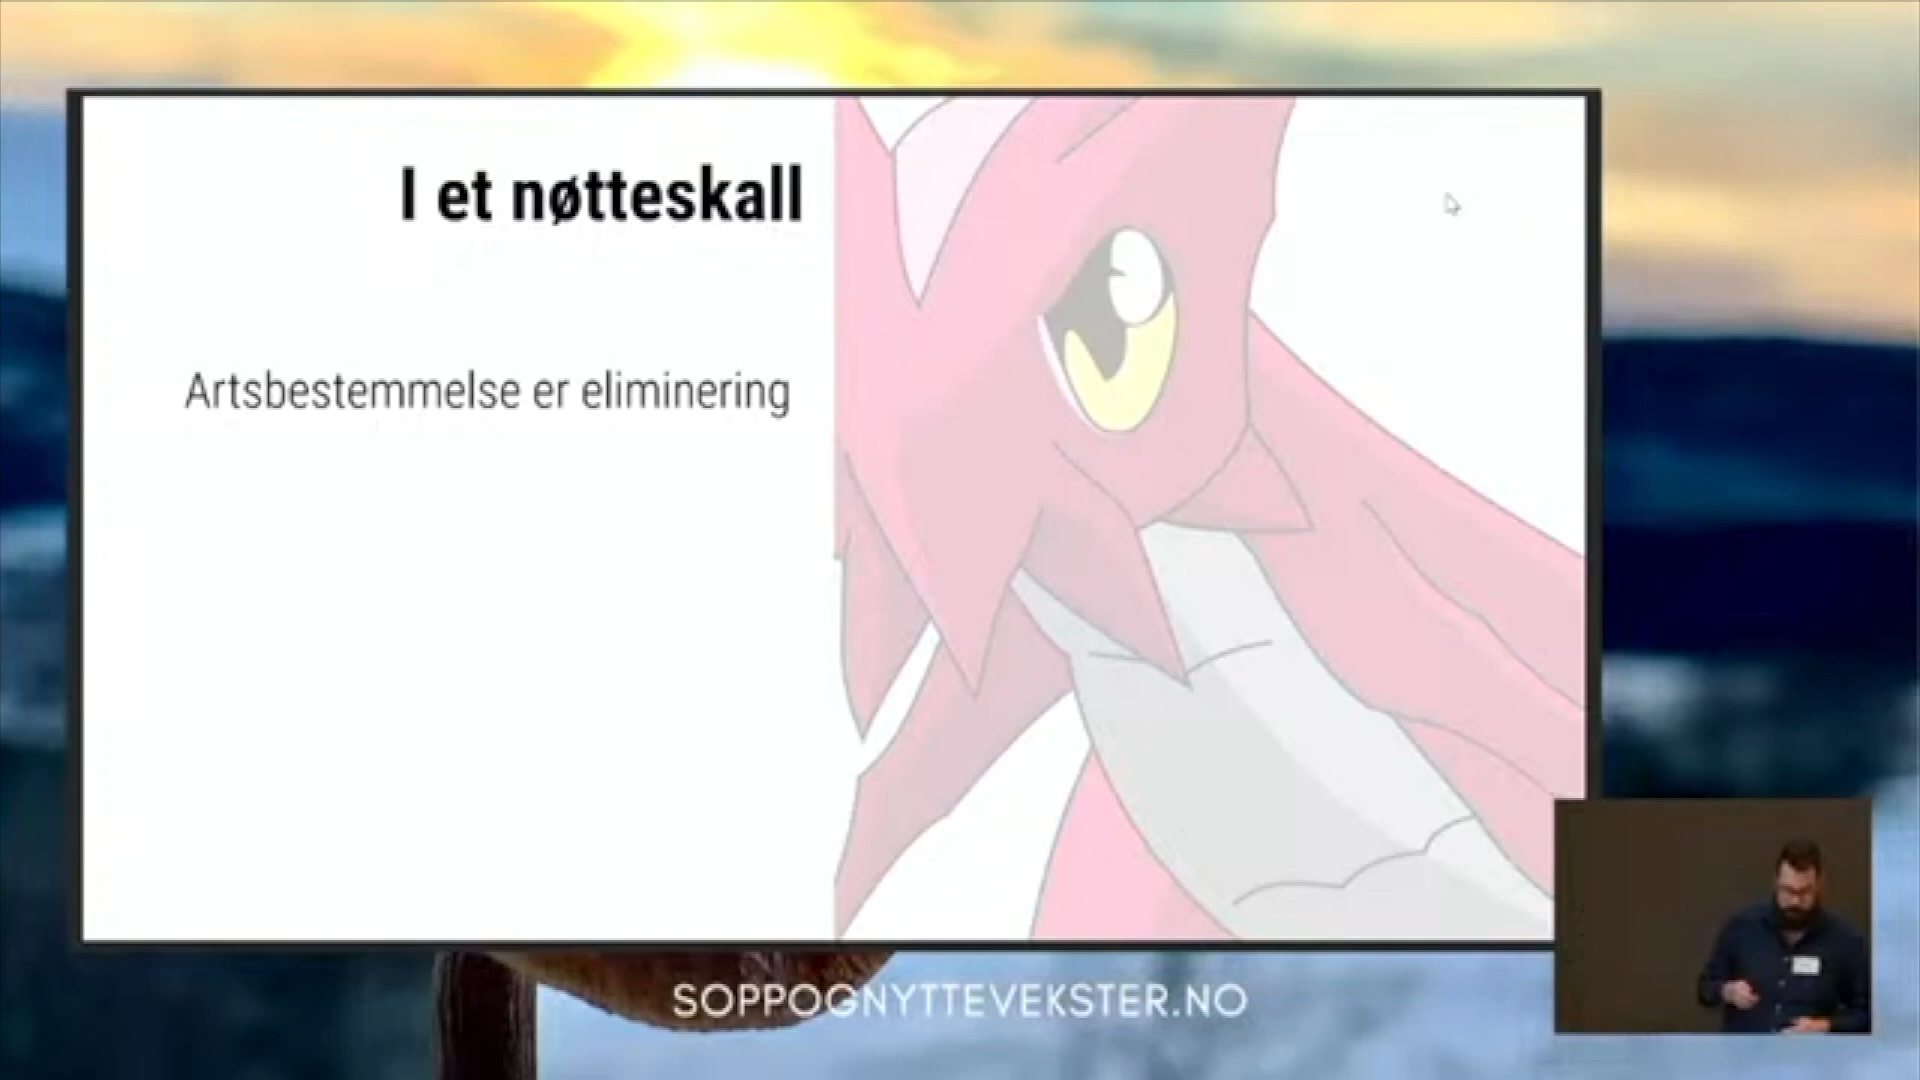 I et nøtteskall
Artsbestemmelse er eliminering
SOPPOGNYTTEVEKSTER.NO